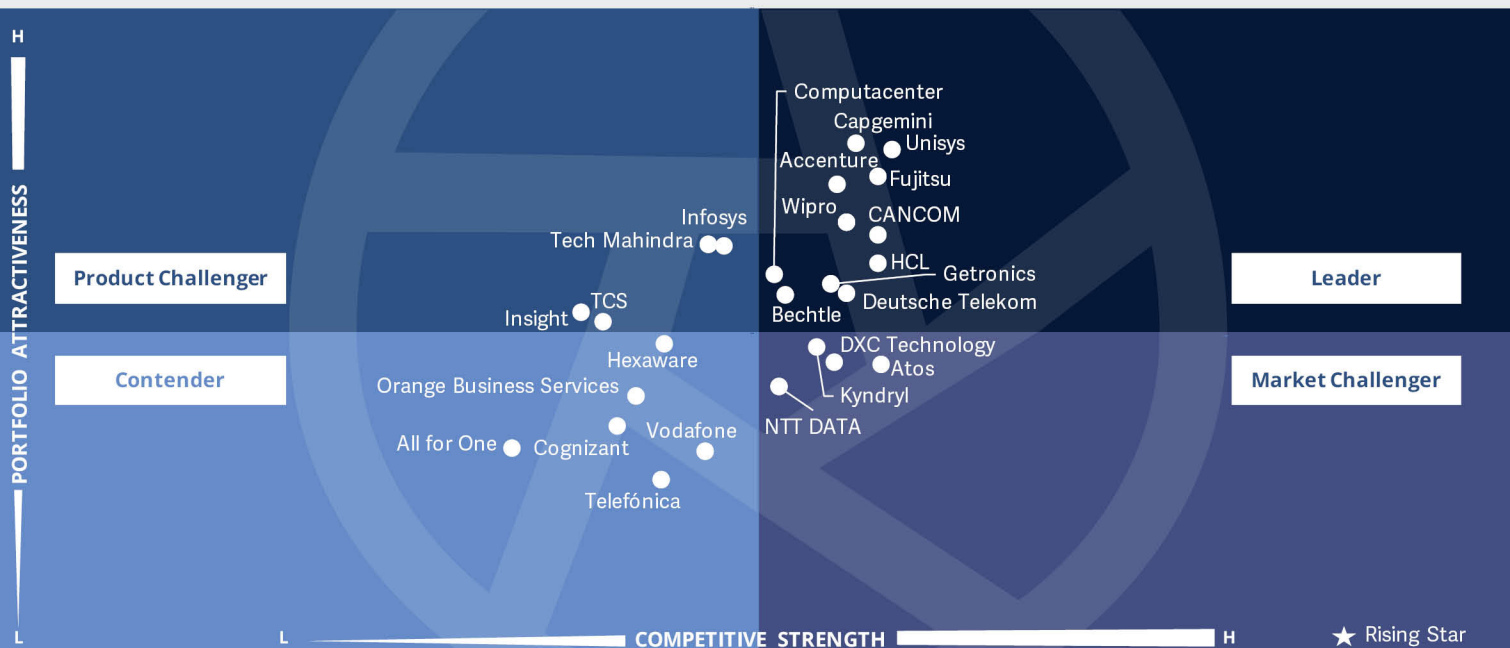 H
PORTFOLIO ATTRACTIVENESS
L
Product Challenger
Contender
Leader
Market Challenger
Computacenter
Capgemini
Unisys
Accenture
Fujitsu
Wipro
CANCOM
HCL
Getronics
Deutsche Telekom
Bechtle
Infosys
Tech Mahindra
TCS
Insight
Hexaware
Orange Business Services
All for One
Cognizant
Vodafone
Telefónica
DXC Technology
Atos
Kyndryl
NTT DATA
L
COMPETITIVE STRENGTH
H
Rising Star